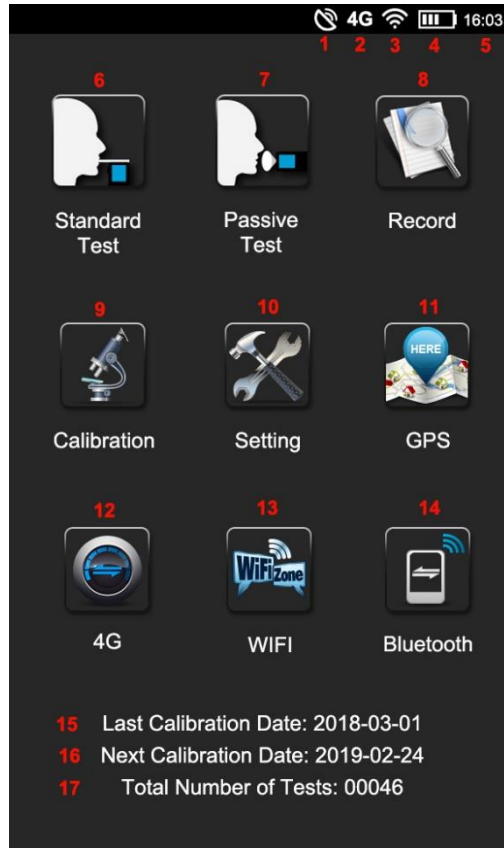 4G 16:03
1 2 3 4 5
6 7 8
Standard Test
Passive Test
Record
9 10 11
HERE
Calibration Setting GPS
12 13 14
WiFi Zone
4G WIFI Bluetooth
15 Last Calibration Date: 2018-03-01
16 Next Calibration Date: 2019-02-24
17 Total Number of Tests: 00046